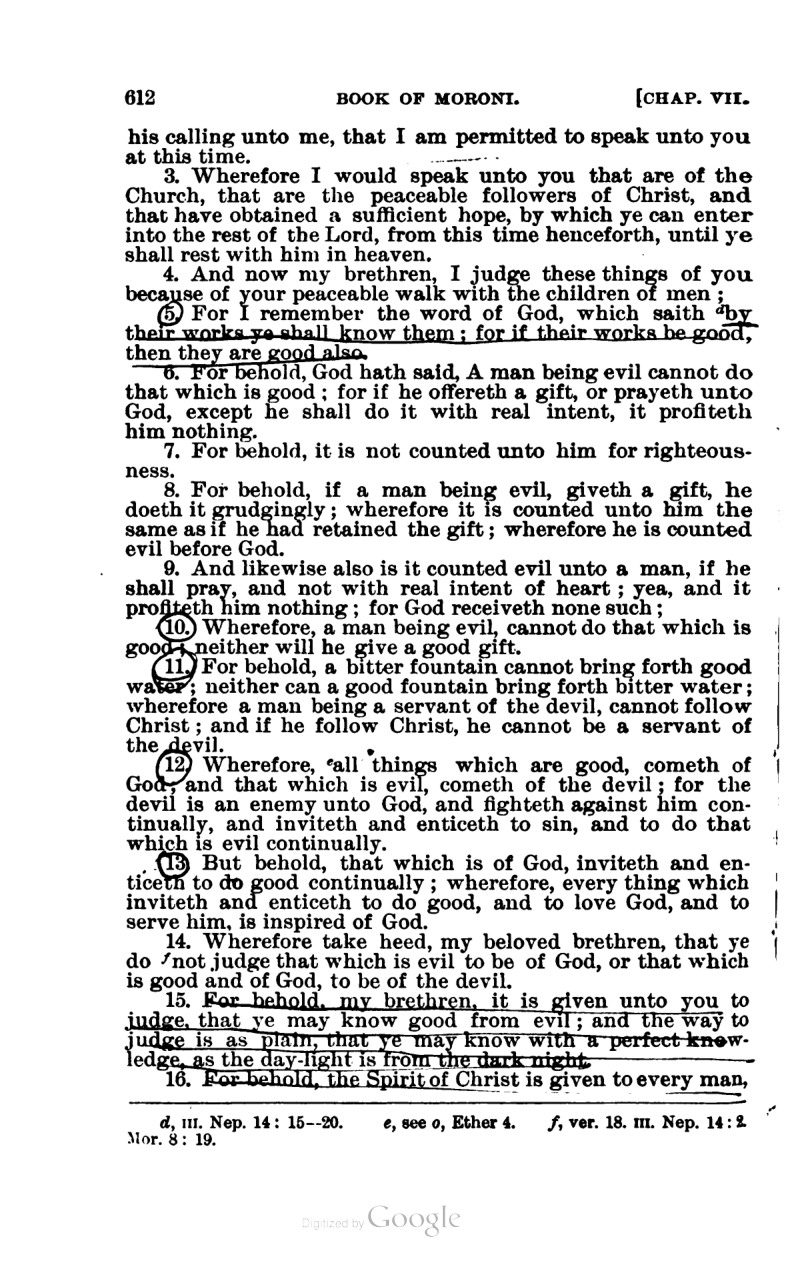 612 BOOK OF MORONI. [CHAP. VII.
his calling unto me, that I am permitted to speak unto you
at this time.
3. Wherefore I would speak unto you that are of the
Church, that are the peaceable followers of Christ, and
that have obtained a sufficient hope, by which ye can enter
into the rest of the Lord, from this time henceforth, until ye
shall rest with him in heaven.
4. And now my brethren, I judge these things of you
because of your peaceable walk with the children of men ;
5. For I remember the word of God, which saith dby
their works ye shall know them ; for if their works be good,
then they are good also.
6. For behold, God hath said, A man being evil cannot do
that which is good ; for if he offereth a gift, or prayeth unto
God, except he shall do it with real intent, it profiteth
him nothing.
7. For behold, it is not counted unto him for righteous-
ness.
8. For behold, if a man being evil, giveth a gift, he
doeth it grudgingly ; wherefore it is counted unto him the
same as if he had retained the gift ; wherefore he is counted
evil before God.
9. And likewise also is it counted evil unto a man, if he
shall pray, and not with real intent of heart ; yea, and it
profiteth him nothing ; for God receiveth none such ;
10. Wherefore, a man being evil, cannot do that which is
good ; neither will he give a good gift.
11. For behold, a bitter fountain cannot bring forth good
water ; neither can a good fountain bring forth bitter water ;
wherefore a man being a servant of the devil, cannot follow
Christ ; and if he follow Christ, he cannot be a servant of
the devil.
12. Wherefore, eall things which are good, cometh of
God ; and that which is evil, cometh of the devil ; for the
devil is an enemy unto God, and fighteth against him con-
tinually, and inviteth and enticeth to sin, and to do that
which is evil continually.
13. But behold, that which is of God, inviteth and en-
ticeth to do good continually ; wherefore, every thing which
inviteth and enticeth to do good, and to love God, and to
serve him, is inspired of God.
14. Wherefore take heed, my beloved brethren, that ye
do fnot judge that which is evil to be of God, or that which
is good and of God, to be of the devil.
15. For behold, my brethren, it is given unto you to
judge, that ye may know good from evil ; and the way to
judge is as plain, that ye may know with a perfect know-
ledge, as the day-light is from the dark night.
16. For behold, the Spirit of Christ is given to every man,
d, III. Nep. 14 : 15--20. e, see o, Ether 4. f, ver. 18. III. Nep. 14 : 2.
Mor. 8 : 19.
Digitized by Google